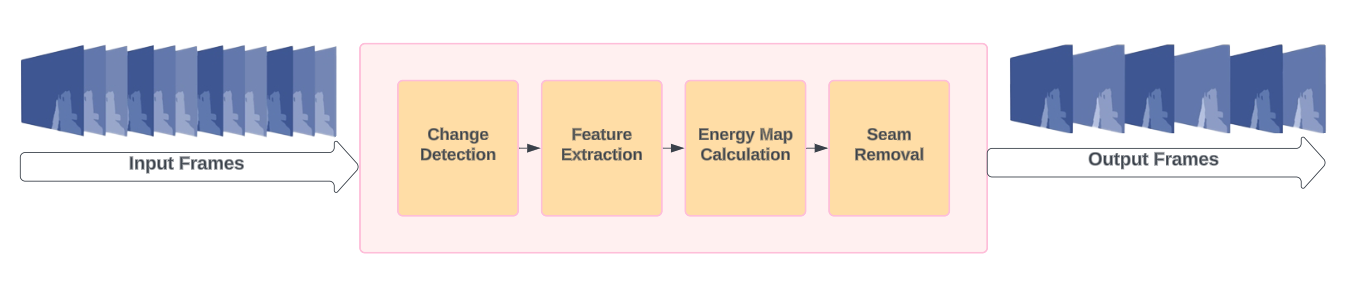 Input Frames
Change
Detection
Feature
Extraction
Energy Map
Calculation
Seam
Removal
Output Frames